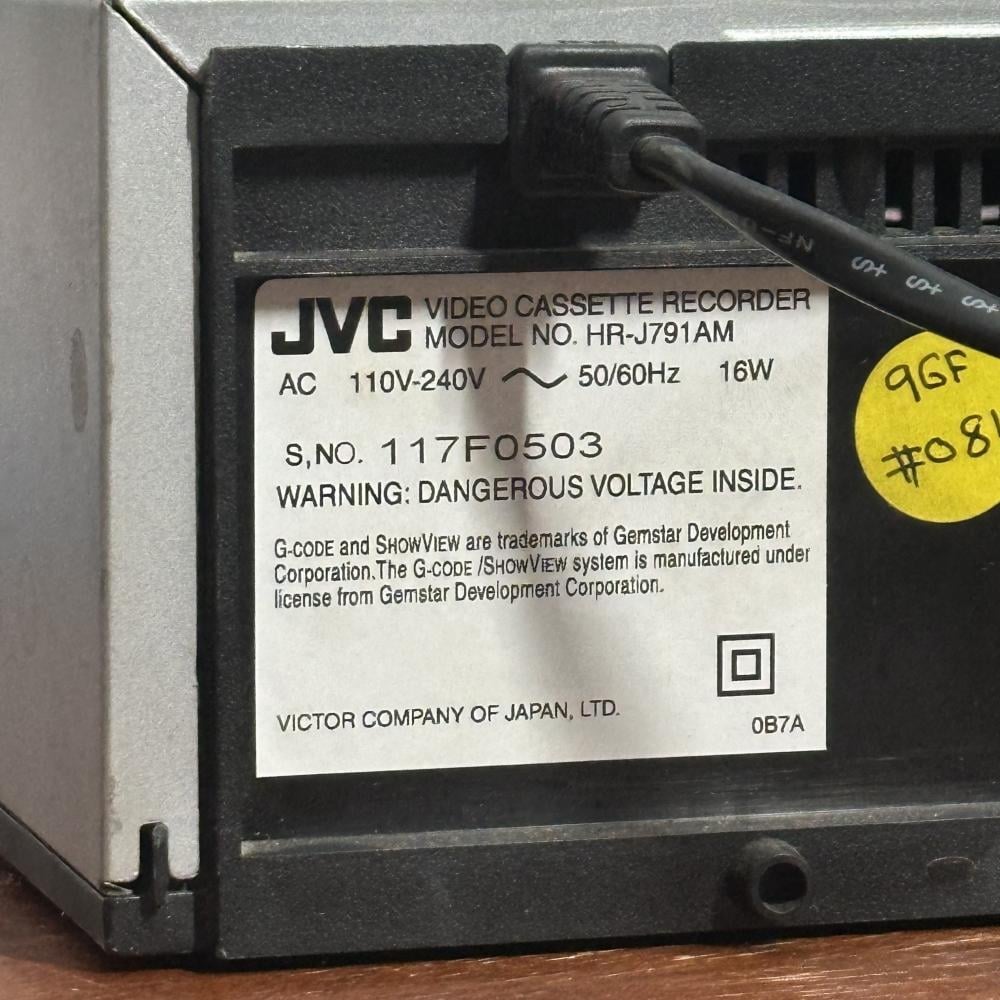 JVC VIDEO CASSETTE RECORDER
MODEL NO. HR-J791AM
AC 110V-240V 50/60Hz 16W
S,NO. 117F0503
WARNING: DANGEROUS VOLTAGE INSIDE.
G-CODE and SHOWVIEW are trademarks of Gemstar Development
Corporation.The G-CODE /SHOWVIEW system is manufactured under
license from Gemstar Development Corporation.
VICTOR COMPANY OF JAPAN, LTD.
0B7A
9GF
#081